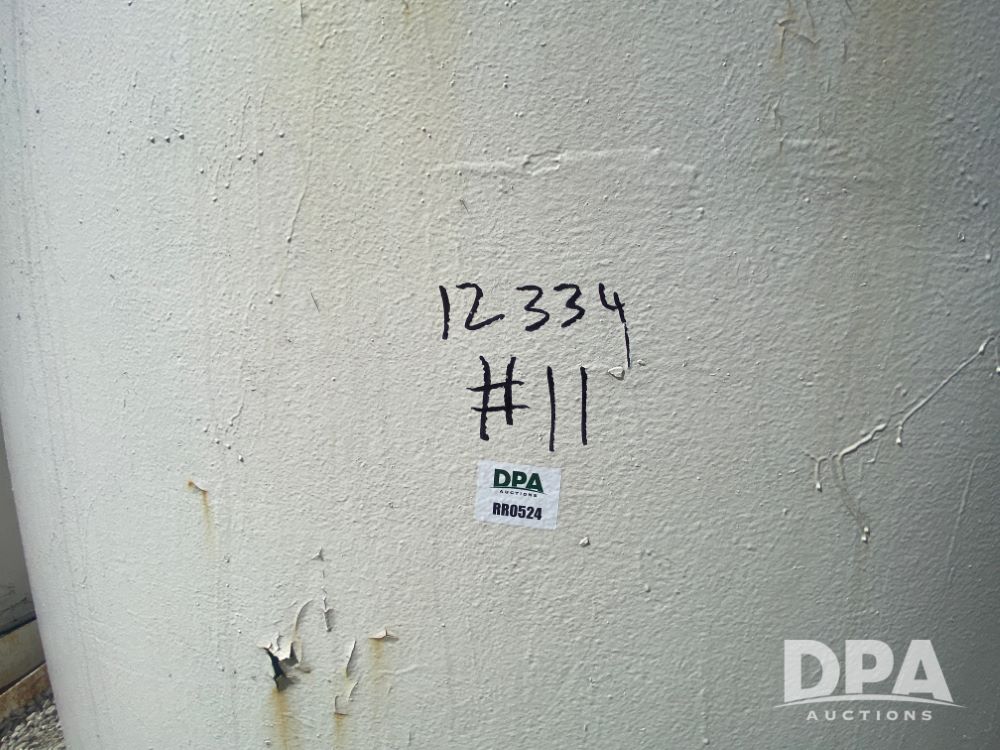 12334
#11
DPA
AUCTIONS
RR0524
DPA
AUCTIONS